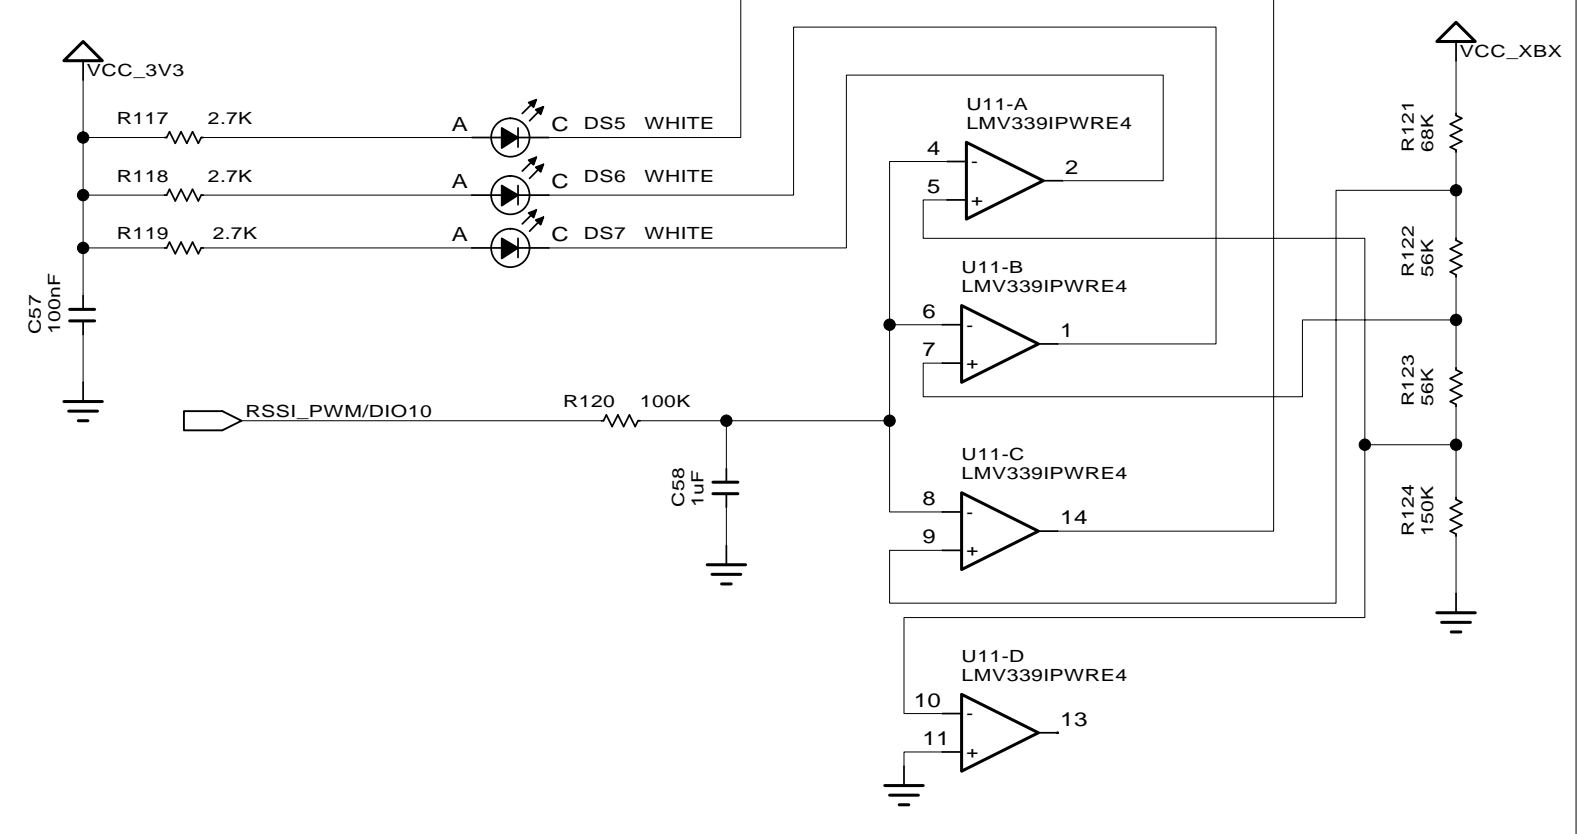 VCC_3V3
R117 2.7K
A C DS5 WHITE
R118 2.7K
A C DS6 WHITE
R119 2.7K
A C DS7 WHITE
C57
100nF
RSSI_PWM/DIO10
R120 100K
C58
1uF
U11-A
LMV339IPWRE4
4 -
5 +
2
U11-B
LMV339IPWRE4
6 -
7 +
1
U11-C
LMV339IPWRE4
8 -
9 +
14
U11-D
LMV339IPWRE4
10 -
11 +
13
VCC_XBX
R121
68K
R122
56K
R123
56K
R124
150K